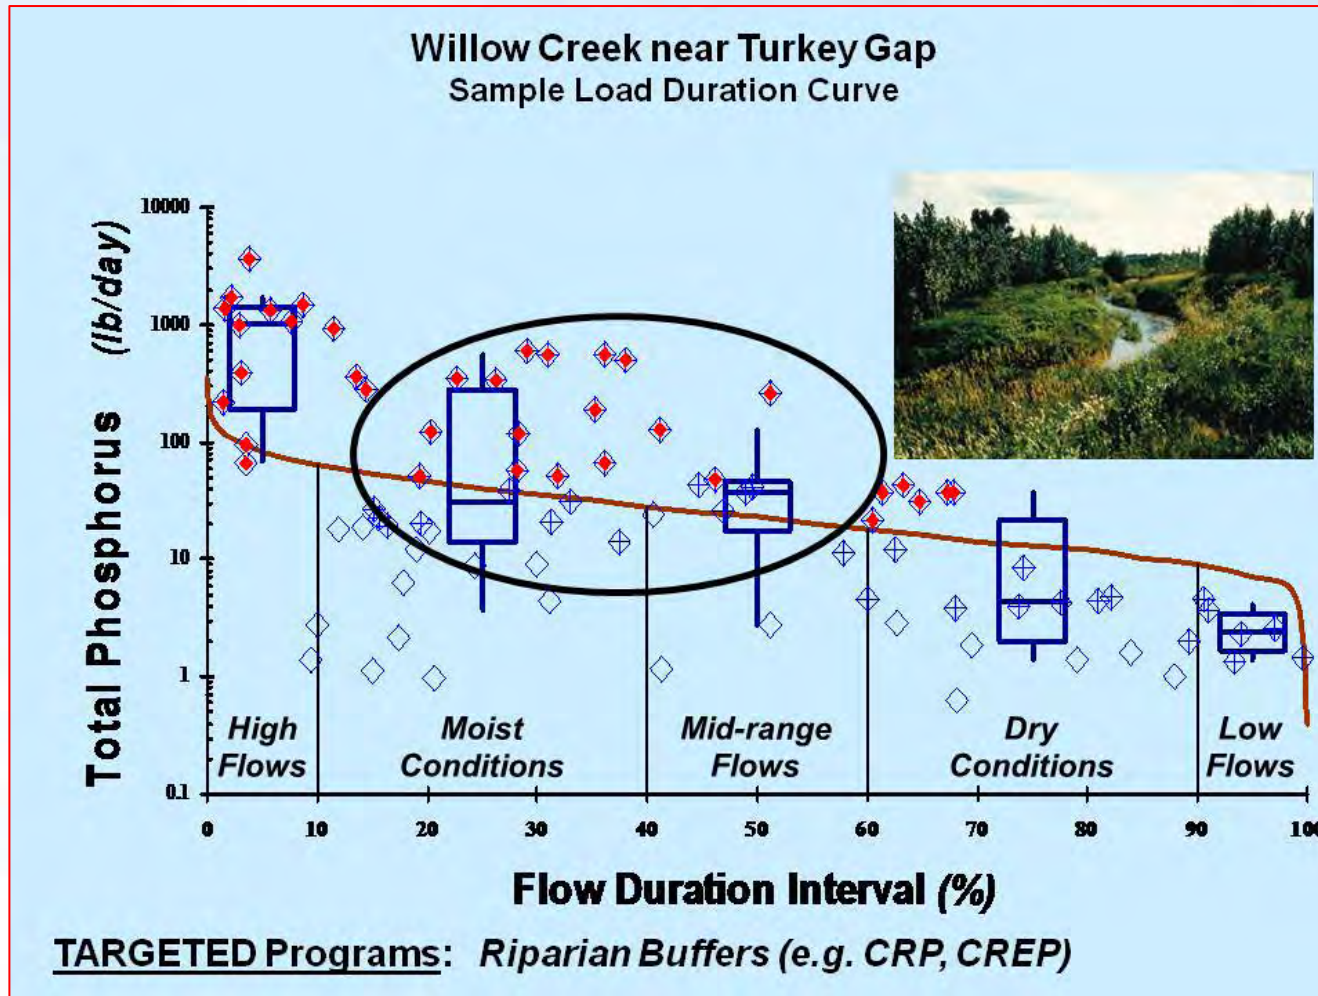 Willow Creek near Turkey Gap
Sample Load Duration Curve
Total Phosphorus (lb/day)
10000
1000
100
10
1
0.1
High
Flows
Moist
Conditions
Mid-range
Flows
Dry
Conditions
Low
Flows
0 10 20 30 40 50 60 70 80 90 100
Flow Duration Interval (%)
TARGETED Programs: Riparian Buffers (e.g. CRP, CREP)